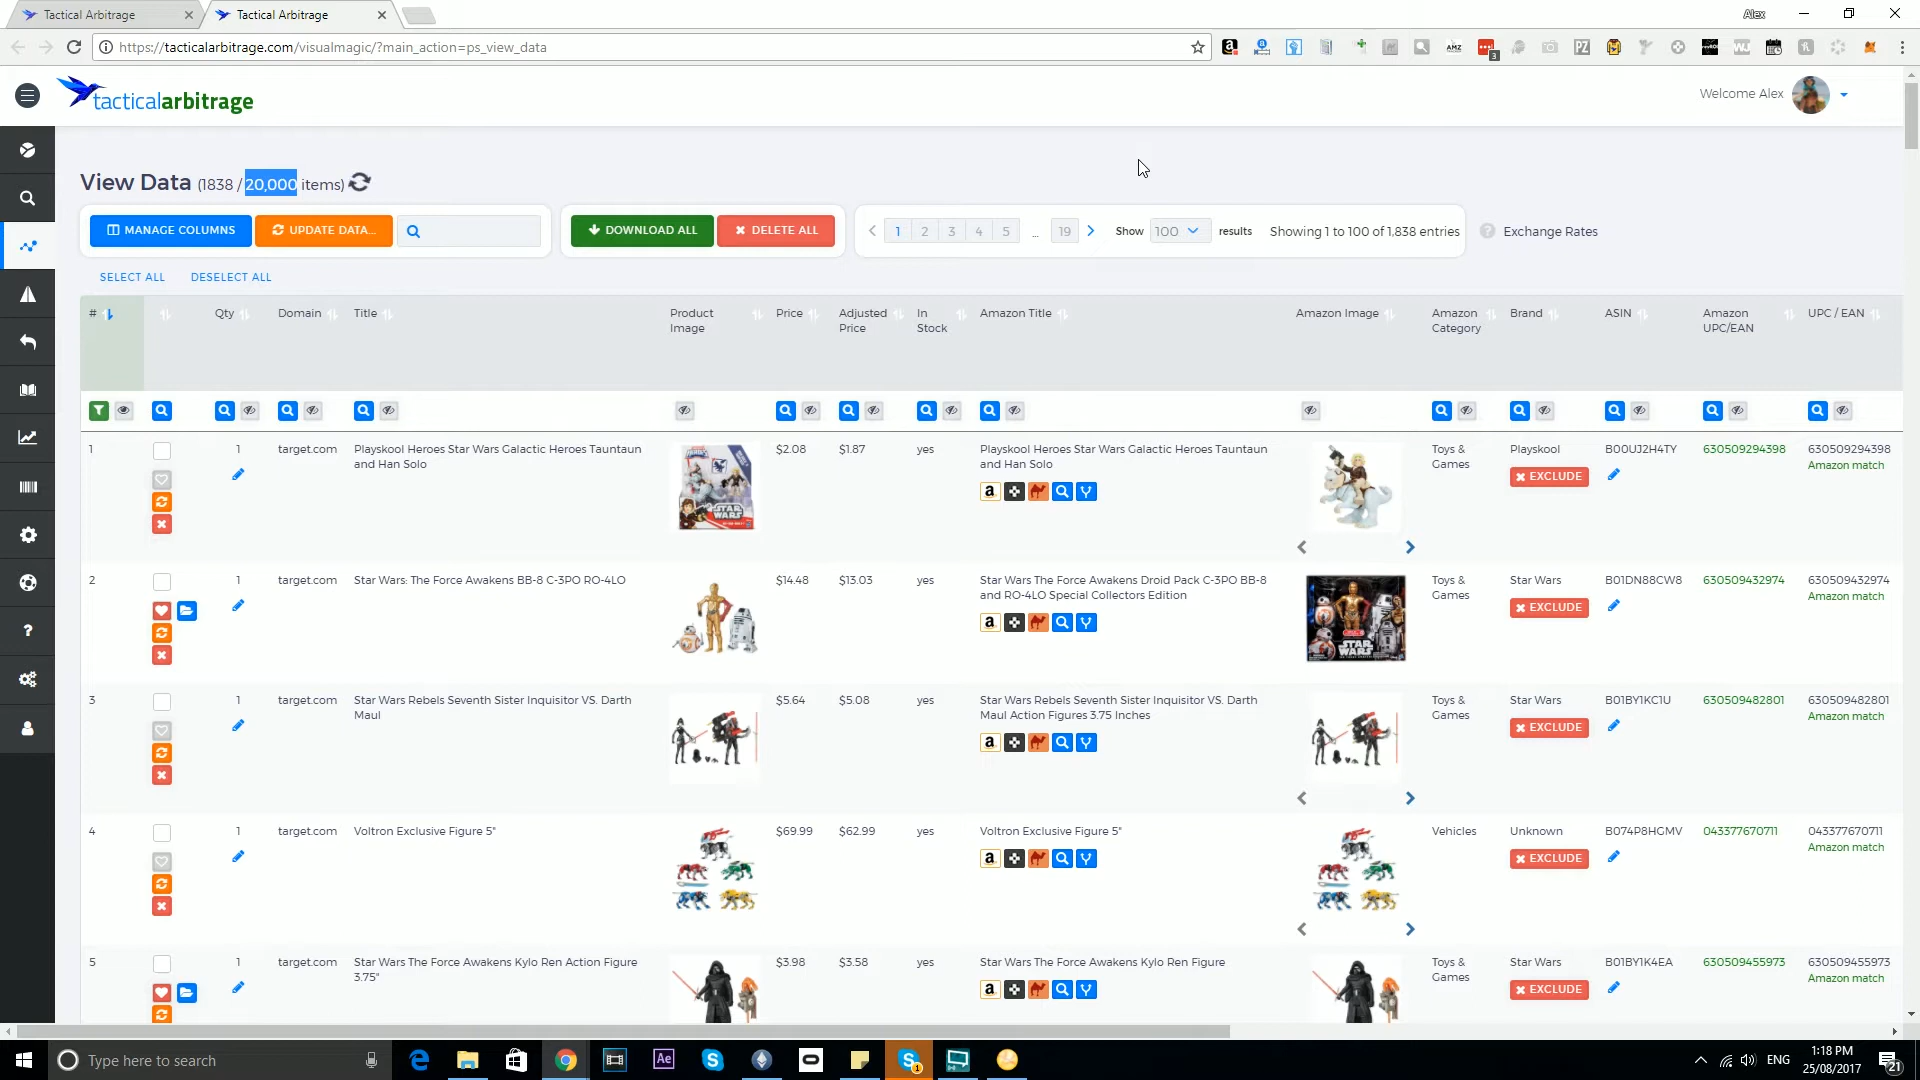 Tactical Arbitrage
Tactical Arbitrage
Alex
https://tacticalarbitrage.com/visualmagic/?main_action=ps_view_data
tacticalarbitrage
Welcome Alex
View Data (1838 / 20,000 items)
MANAGE COLUMNS UPDATE DATA...
DOWNLOAD ALL DELETE ALL
1 2 3 4 5 ... 19 Show 100 results Showing 1 to 100 of 1,838 entries Exchange Rates
SELECT ALL DESELECT ALL
# Qty Domain Title Product Image Price Adjusted Price In Stock Amazon Title Amazon Image Amazon Category Brand ASIN Amazon UPC/EAN UPC / EAN
1 1 target.com Playskool Heroes Star Wars Galactic Heroes Tauntaun and Han Solo $2.08 $1.87 yes Playskool Heroes Star Wars Galactic Heroes Tauntaun and Han Solo Toys & Games Playskool B00UJ2H4TY 630509294398 630509294398
EXCLUDE Amazon match
2 1 target.com Star Wars: The Force Awakens BB-8 C-3PO RO-4LO $14.48 $13.03 yes Star Wars The Force Awakens Droid Pack C-3PO BB-8 and RO-4LO Special Collectors Edition Toys & Games Star Wars B01DN88CW8 630509432974 630509432974
EXCLUDE Amazon match
3 1 target.com Star Wars Rebels Seventh Sister Inquisitor VS. Darth Maul $5.64 $5.08 yes Star Wars Rebels Seventh Sister Inquisitor VS. Darth Maul Action Figures 3.75 Inches Toys & Games Star Wars B01BY1KC1U 630509482801 630509482801
EXCLUDE Amazon match
4 1 target.com Voltron Exclusive Figure 5" $69.99 $62.99 yes Voltron Exclusive Figure 5" Vehicles Unknown B074P8HGMV 043377670711 043377670711
EXCLUDE Amazon match
5 1 target.com Star Wars The Force Awakens Kylo Ren Action Figure 3.75" $3.98 $3.58 yes Star Wars The Force Awakens Kylo Ren Figure Toys & Games Star Wars B01BY1K4EA 630509455973 630509455973
EXCLUDE Amazon match
Type here to search
ENG
1:18 PM
25/08/2017
21